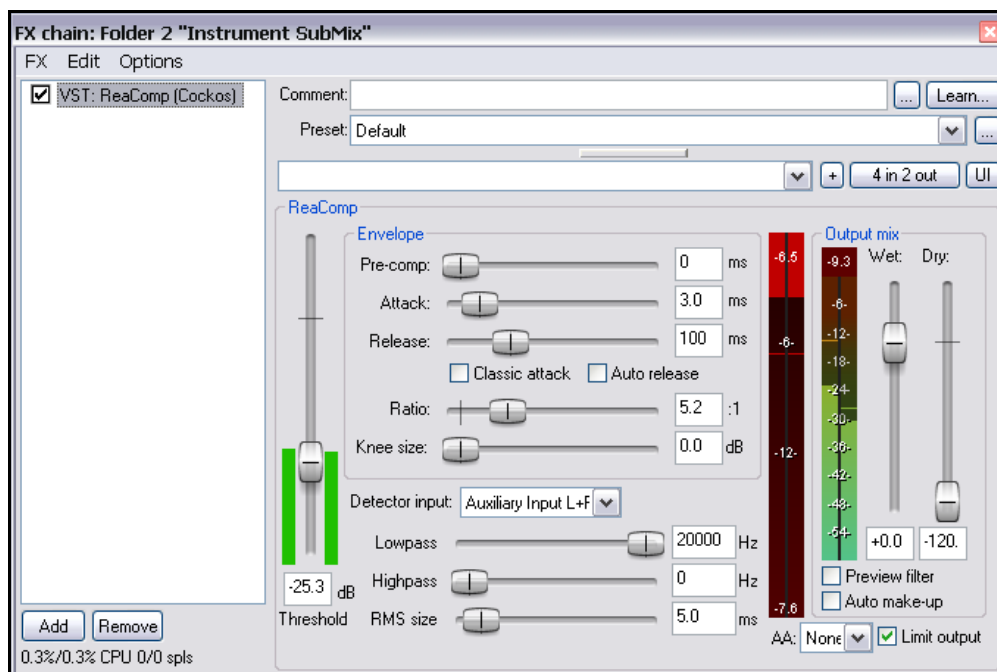 FX chain: Folder 2 "Instrument SubMix"
FX Edit Options
VST: ReaComp (Cockos)
Comment: ... Learn...
Preset: Default ...
+ 4 in 2 out UI
ReaComp
Envelope
Pre-comp: 0 ms
Attack: 3.0 ms
Release: 100 ms
Classic attack Auto release
Ratio: 5.2 :1
Knee size: 0.0 dB
Detector input: Auxiliary Input L+F
Lowpass 20000 Hz
Highpass 0 Hz
RMS size 5.0 ms
-25.3 dB
Threshold
-6.5
-6-
-12-
-7.6
Output mix
Wet: Dry:
-9.3
-6-
-12-
-18-
-24-
-30-
-36-
-42-
-48-
-54-
+0.0 -120.
Preview filter
Auto make-up
AA: None Limit output
Add Remove
0.3%/0.3% CPU 0/0 spls